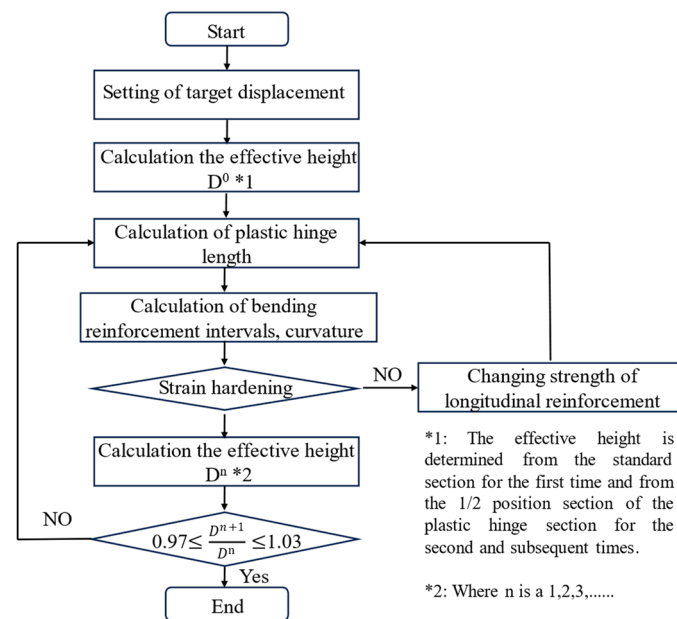 Start
Setting of target displacement
Calculation the effective height
D⁰ *1
Calculation of plastic hinge
length
Calculation of bending
reinforcement intervals, curvature
Strain hardening
NO
Changing strength of
longitudinal reinforcement
Calculation the effective height
Dⁿ *2
NO
0.97≤ Dⁿ⁺¹/Dⁿ ≤1.03
Yes
End
*1: The effective height is
determined from the standard
section for the first time and from
the 1/2 position section of the
plastic hinge section for the
second and subsequent times.
*2: Where n is a 1,2,3,......